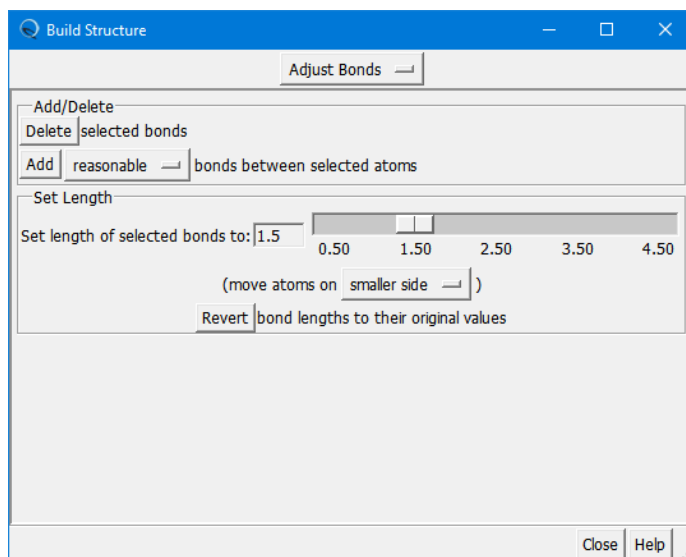 Build Structure
Adjust Bonds
Add/Delete
Delete selected bonds
Add reasonable bonds between selected atoms
Set Length
Set length of selected bonds to: 1.5
0.50 1.50 2.50 3.50 4.50
(move atoms on smaller side )
Revert bond lengths to their original values
Close Help